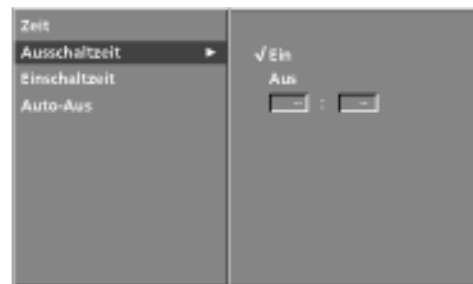 Zeit
Ausschaltzeit
Einschaltzeit
Auto-Aus
√ Ein
Aus
-- : --